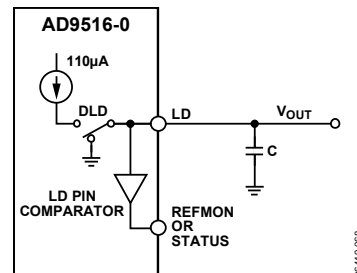 AD9516-0
110µA
DLD
LD
VOUT
C
LD PIN
COMPARATOR
REFMON
OR
STATUS